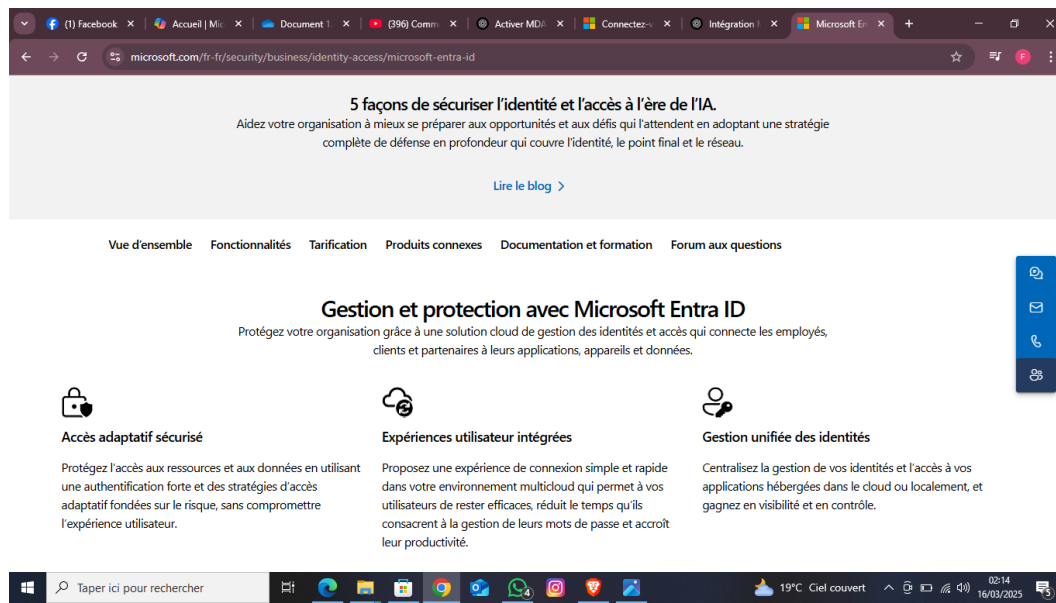 (1) Facebook
Accueil | Mic
Document 1.
(396) Comm
Activer MDA
Connectez-v
Intégration
Microsoft En
microsoft.com/fr-fr/security/business/identity-access/microsoft-entra-id
F
5 façons de sécuriser l'identité et l'accès à l'ère de l'IA.
Aidez votre organisation à mieux se préparer aux opportunités et aux défis qui l'attendent en adoptant une stratégie
complète de défense en profondeur qui couvre l'identité, le point final et le réseau.
Lire le blog
Vue d'ensemble Fonctionnalités Tarification Produits connexes Documentation et formation Forum aux questions
Gestion et protection avec Microsoft Entra ID
Protégez votre organisation grâce à une solution cloud de gestion des identités et accès qui connecte les employés,
clients et partenaires à leurs applications, appareils et données.
Accès adaptatif sécurisé
Protégez l'accès aux ressources et aux données en utilisant
une authentification forte et des stratégies d'accès
adaptatif fondées sur le risque, sans compromettre
l'expérience utilisateur.
Expériences utilisateur intégrées
Proposez une expérience de connexion simple et rapide
dans votre environnement multicloud qui permet à vos
utilisateurs de rester efficaces, réduit le temps qu'ils
consacrent à la gestion de leurs mots de passe et accroît
leur productivité.
Gestion unifiée des identités
Centralisez la gestion de vos identités et l'accès à vos
applications hébergées dans le cloud ou localement, et
gagnez en visibilité et en contrôle.
Taper ici pour rechercher
4
19°C Ciel couvert
02:14
16/03/2025
5